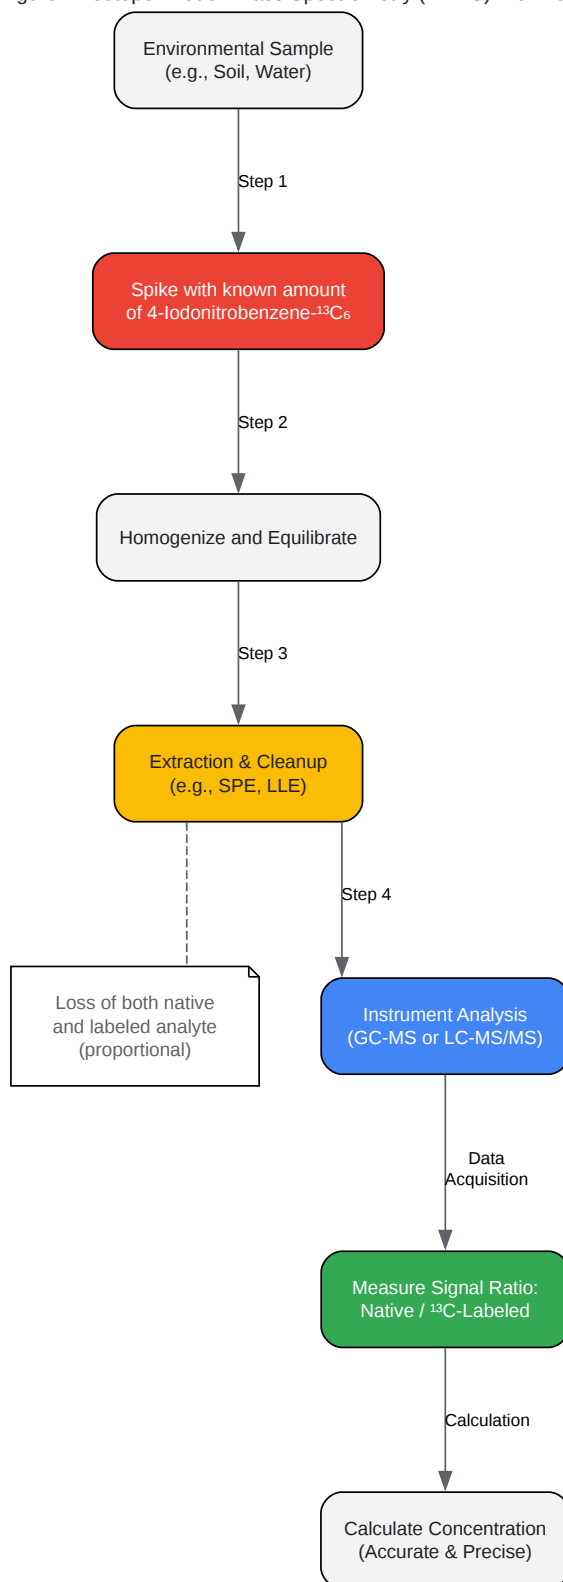 Environmental Sample
(e.g., Soil, Water)
Step 1
Spike with known amount
of 4-Iodonitrobenzene-¹³C₆
Step 2
Homogenize and Equilibrate
Step 3
Extraction & Cleanup
(e.g., SPE, LLE)
Step 4
Loss of both native
and labeled analyte
(proportional)
Instrument Analysis
(GC-MS or LC-MS/MS)
Data
Acquisition
Measure Signal Ratio:
Native / ¹³C-Labeled
Calculation
Calculate Concentration
(Accurate & Precise)